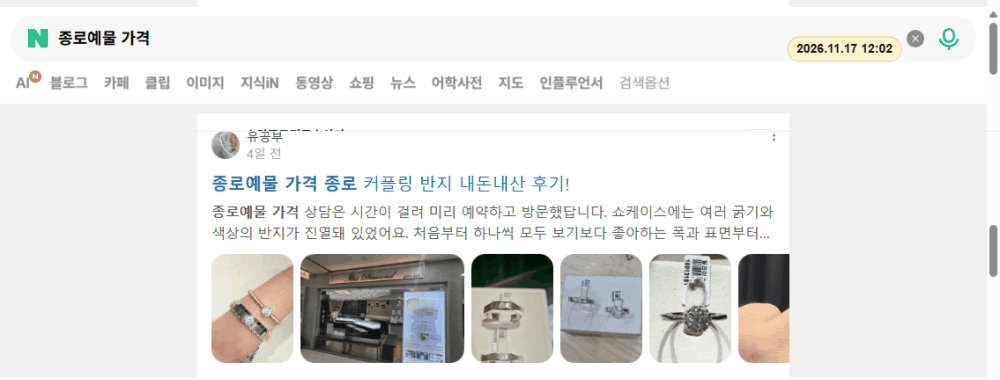 종로예물 가격
2026.11.17 12:02
AI N 블로그 카페 클립 이미지 지식iN 동영상 쇼핑 뉴스 어학사전 지도 인플루언서 검색옵션
유공부
4일 전
종로예물 가격 종로 커플링 반지 내돈내산 후기!
종로예물 가격 상담은 시간이 걸려 미리 예약하고 방문했답니다. 쇼케이스에는 여러 굵기와
색상의 반지가 진열돼 있었어요. 처음부터 하나씩 모두 보기보다 좋아하는 폭과 표면부터...